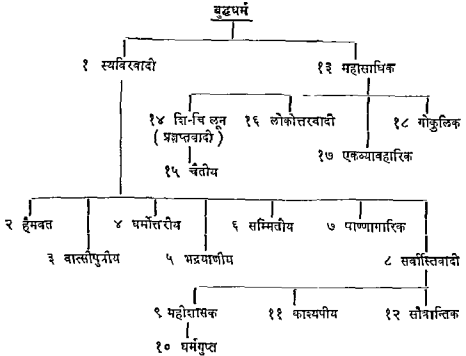 बुद्धधर्म
१ स्थविरवादी
१३ महासाधिक
१४ शि-चि लून
(प्रज्ञप्तवादी)
१६ लोकोत्तरवादी
१८ गोकुलिक
१७ एकव्यावहारिक
१५ चैतीय
२ हैमवत
४ धर्मोत्तरीय
६ सम्मितीय
७ षाण्णागारिक
३ वात्सीपुत्रीय
५ भद्रयाणीय
८ सर्वास्तिवादी
९ महीशासिक
११ काश्यपीय
१२ सौत्रान्तिक
१० धर्मगुप्त